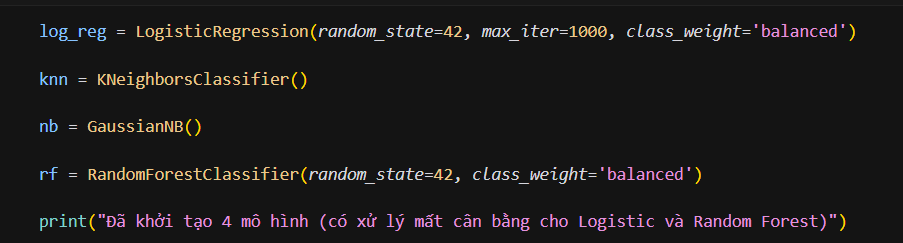 log_reg = LogisticRegression(random_state=42, max_iter=1000, class_weight='balanced')
knn = KNeighborsClassifier()
nb = GaussianNB()
rf = RandomForestClassifier(random_state=42, class_weight='balanced')
print("Đã khởi tạo 4 mô hình (có xử lý mất cân bằng cho Logistic và Random Forest)")